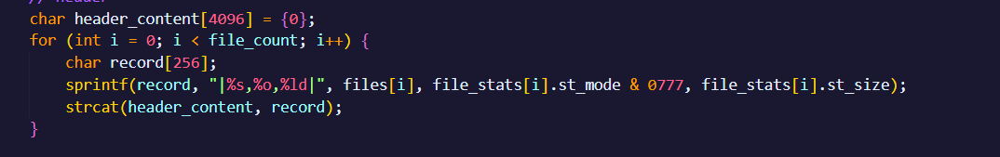 // header
char header_content[4096] = {0};
for (int i = 0; i < file_count; i++) {
    char record[256];
    sprintf(record, "|%s,%o,%ld|", files[i], file_stats[i].st_mode & 0777, file_stats[i].st_size);
    strcat(header_content, record);
}